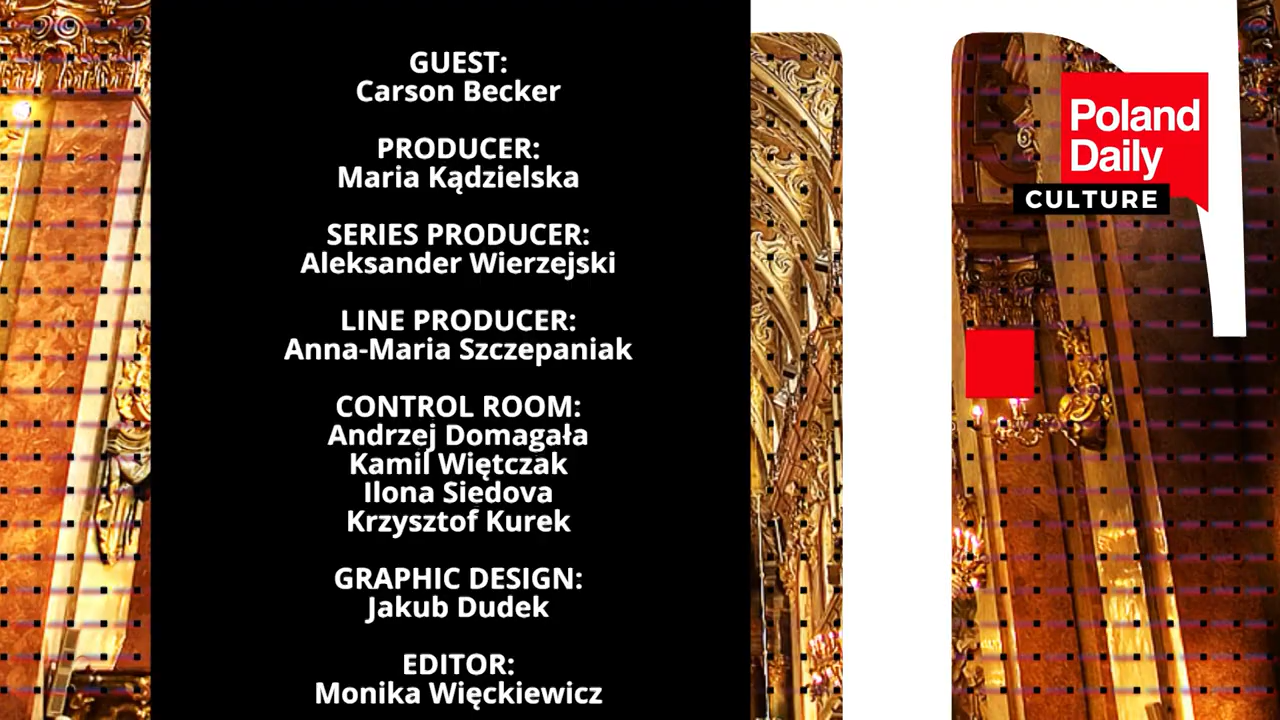 GUEST:
Carson Becker
PRODUCER:
Maria Kądzielska
SERIES PRODUCER:
Aleksander Wierzejski
LINE PRODUCER:
Anna-Maria Szczepaniak
CONTROL ROOM:
Andrzej Domagała
Kamil Więtczak
Ilona Siedova
Krzysztof Kurek
GRAPHIC DESIGN:
Jakub Dudek
EDITOR:
Monika Więckiewicz
Poland
Daily
CULTURE